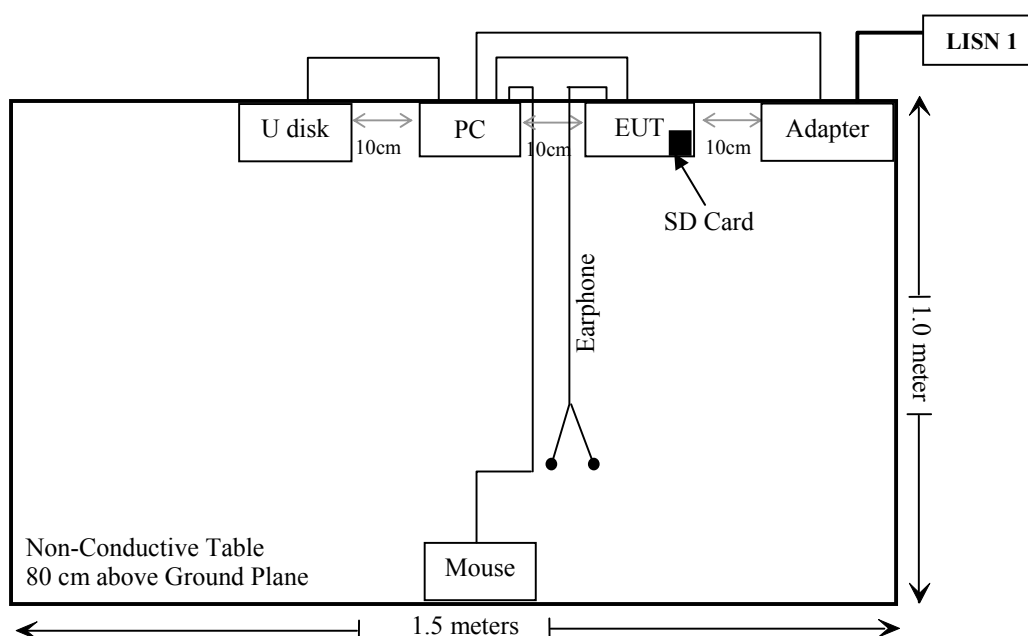 LISN 1
U disk
PC
EUT
Adapter
10cm
10cm
10cm
SD Card
Earphone
1.0 meter
Non-Conductive Table
80 cm above Ground Plane
Mouse
1.5 meters